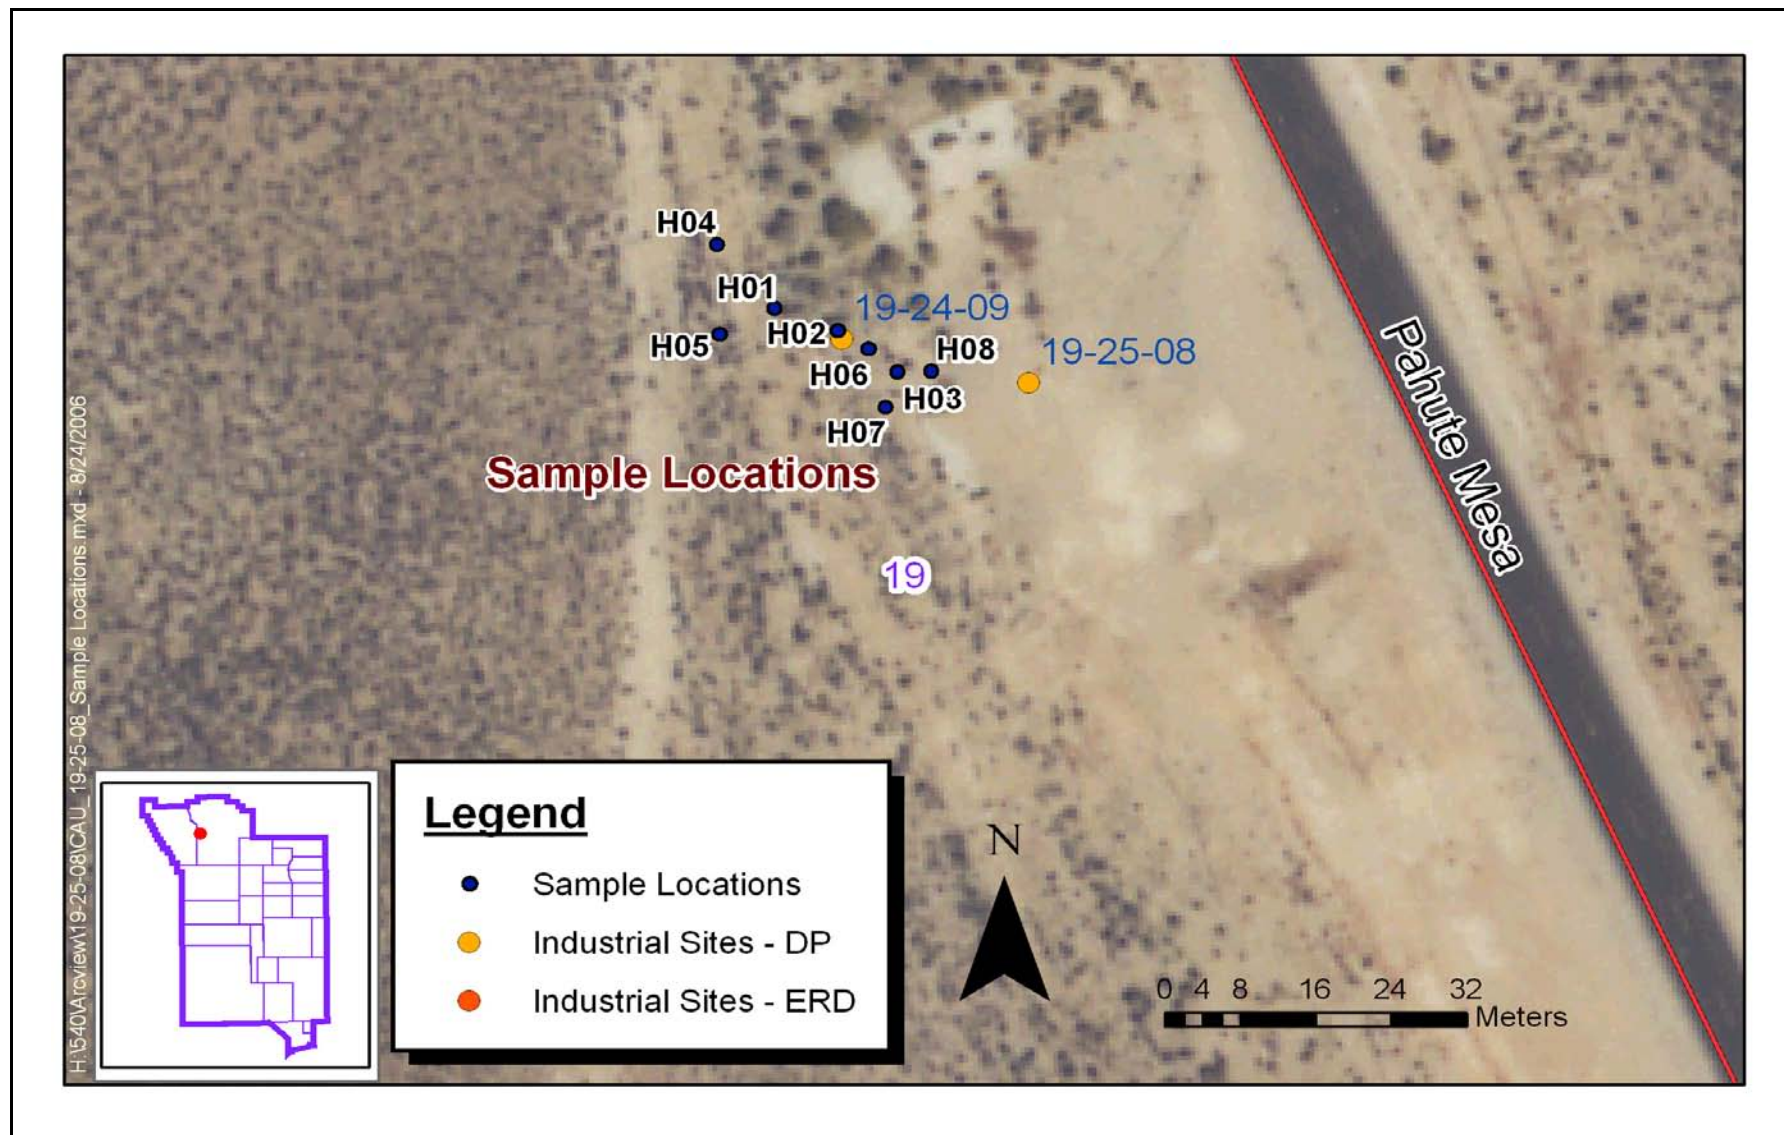 H04
H01
19-24-09
H02
H05
H08
19-25-08
H06
H03
H07
Pahute Mesa
Sample Locations
19
H:\540\Arcview\19-25-08\CAU_19-25-08_Sample Locations.mxd - 8/24/2006
Legend
Sample Locations
Industrial Sites - DP
Industrial Sites - ERD
N
0 4 8 16 24 32
Meters